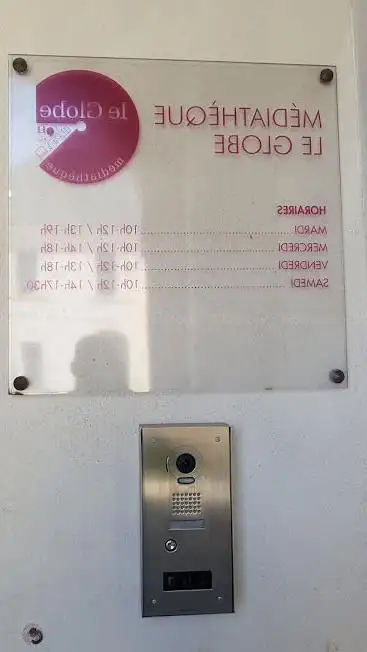 MÉDIATHÈQUE
LE GLOBE
le Globe
médiathèque
HORAIRES
MARDI 10h-12h / 13h-19h
MERCREDI 10h-12h / 14h-18h
VENDREDI 10h-12h / 13h-18h
SAMEDI 10h-12h / 14h-17h30